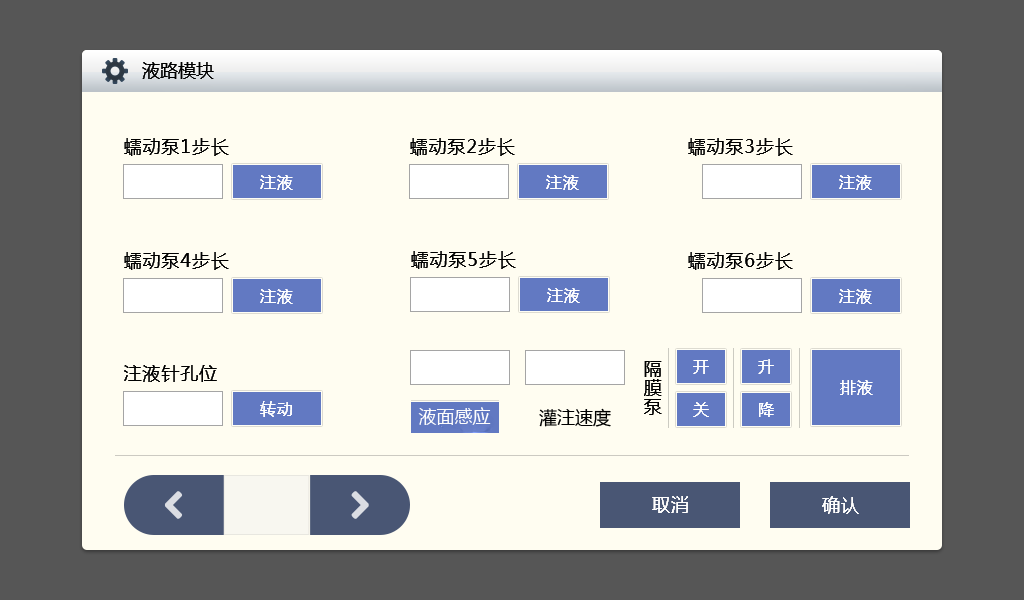 液路模块
蠕动泵1步长
蠕动泵2步长
蠕动泵3步长
注液
注液
注液
蠕动泵4步长
蠕动泵5步长
蠕动泵6步长
注液
注液
注液
注液针孔位
转动
液面感应
灌注速度
隔膜泵
开
升
关
降
排液
取消
确认